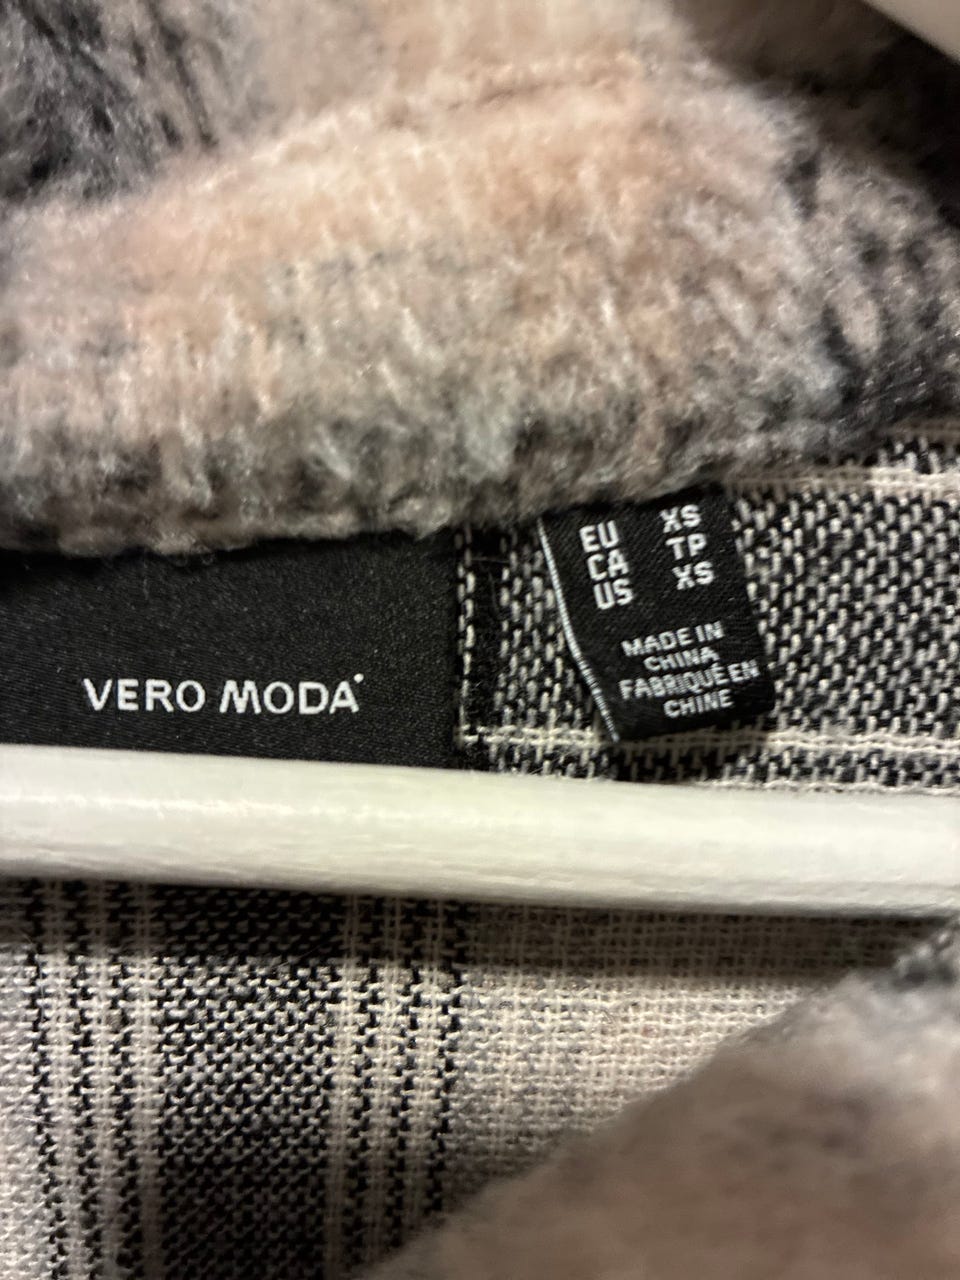 VERO MODA
EU XS
CA TP
US XS
MADE IN
CHINA
FABRIQUÉ EN
CHINE